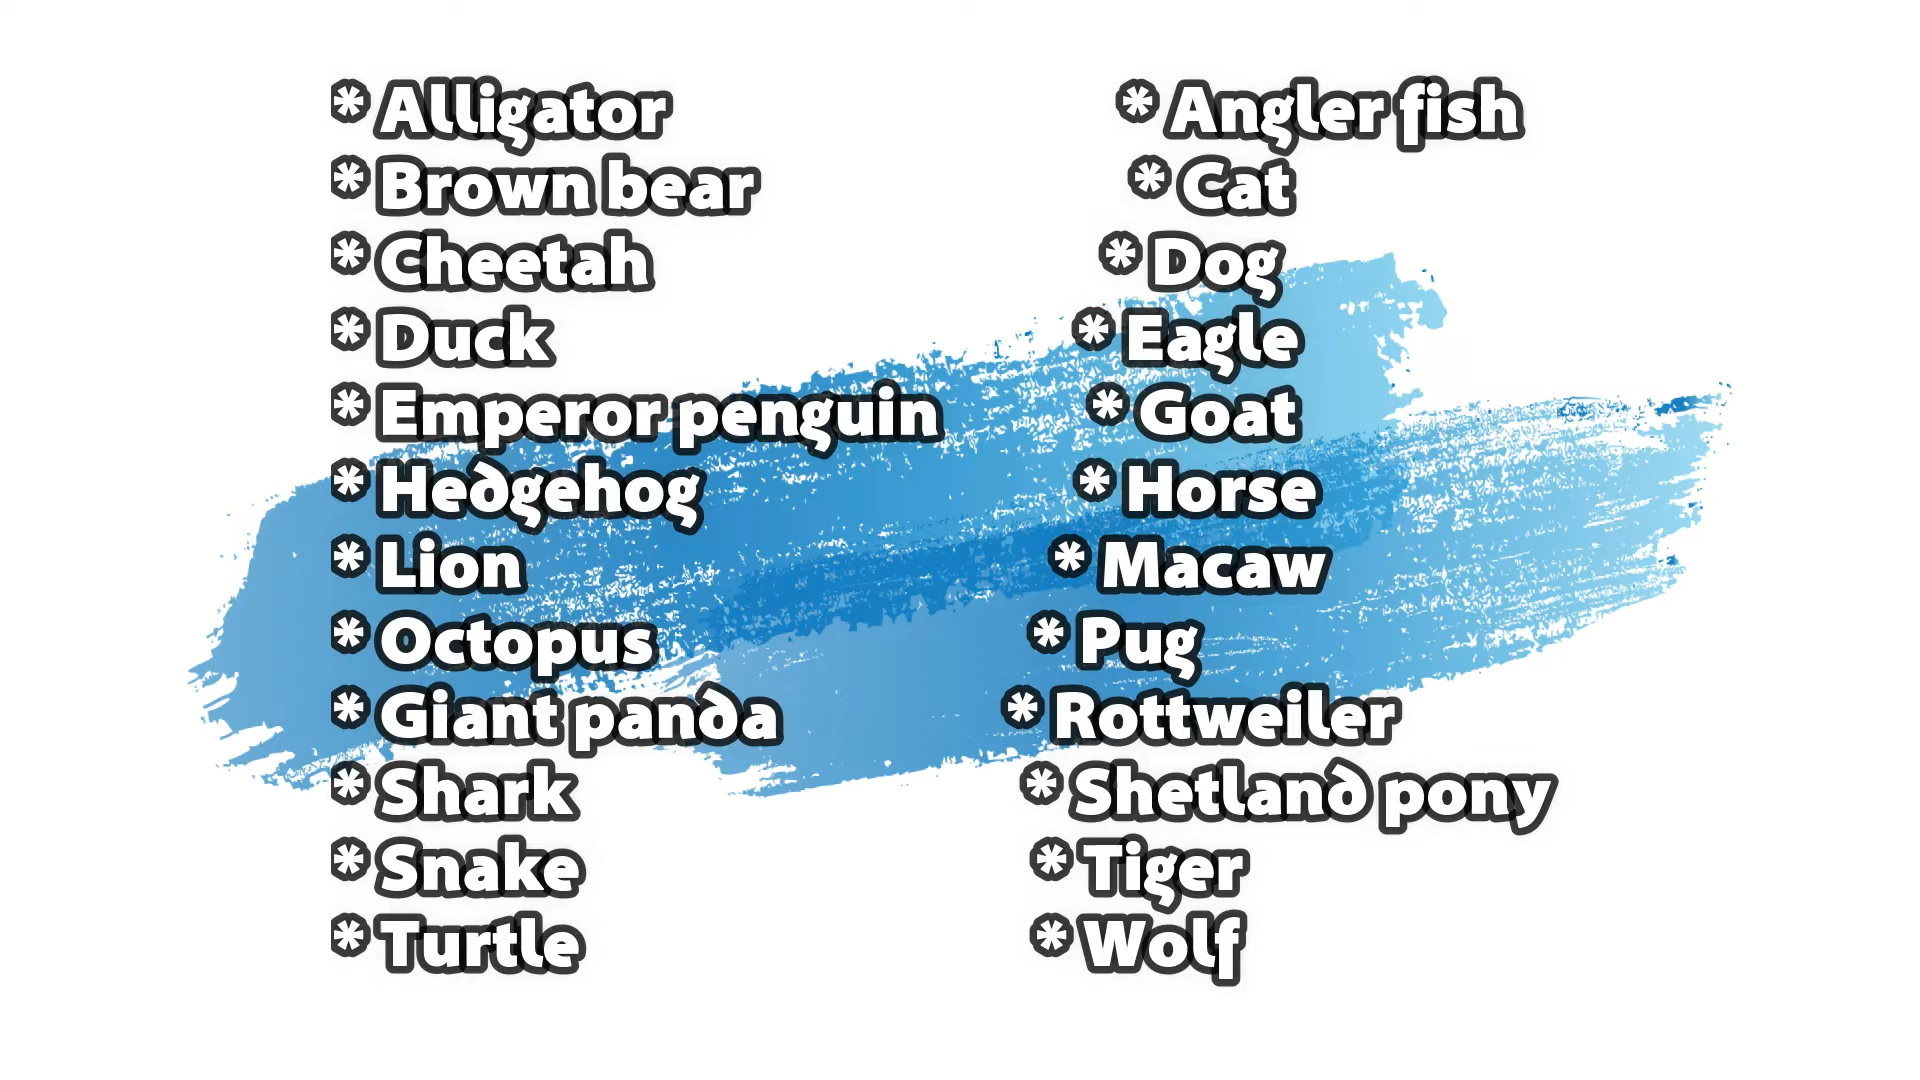 * Alligator
* Brown bear
* Cheetah
* Duck
* Emperor penguin
* Hedgehog
* Lion
* Octopus
* Giant panda
* Shark
* Snake
* Turtle
* Angler fish
* Cat
* Dog
* Eagle
* Goat
* Horse
* Macaw
* Pug
* Rottweiler
* Shetland pony
* Tiger
* Wolf